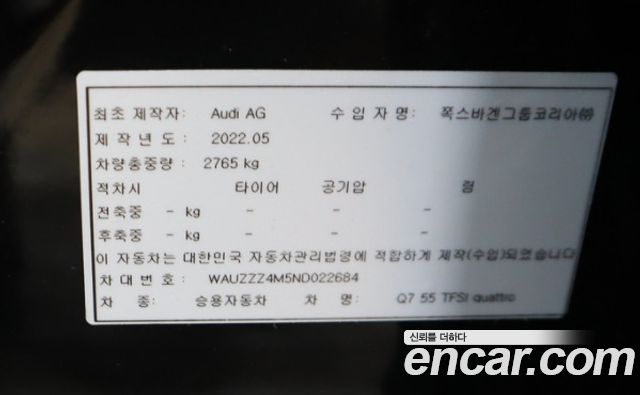 최초 제작자: Audi AG 수 입 자 명: 폭스바겐그룹코리아㈜
제 작 년 도 : 2022.05
차량총중량: 2765 kg
적차시 타이어 공기압 림
전축중 - kg - - -
후축중 - kg - - -
이 자동차는 대한민국 자동차관리법령에 적합하게 제작(수입)되었습니다
차 대 번 호: WAUZZZ4M5ND022684
차 종: 승용자동차 차 명: Q7 55 TFSI quattro
신뢰를 더하다
encar.com